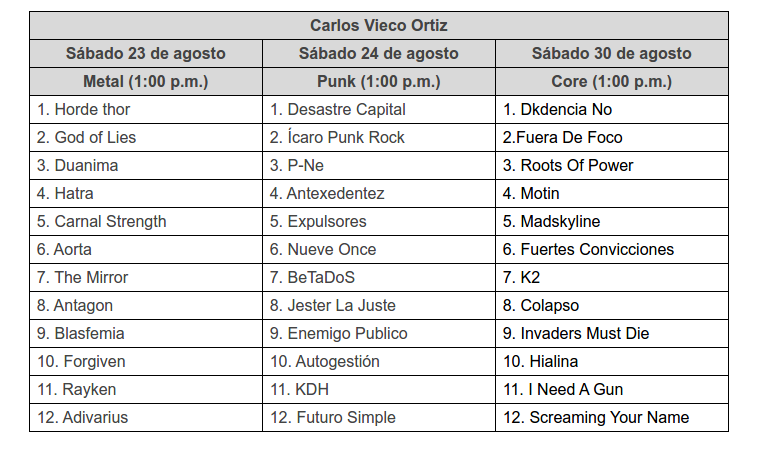 Carlos Vieco Ortiz
Sábado 23 de agosto Sábado 24 de agosto Sábado 30 de agosto
Metal (1:00 p.m.) Punk (1:00 p.m.) Core (1:00 p.m.)
1. Horde thor 1. Desastre Capital 1. Dkdencia No
2. God of Lies 2. Ícaro Punk Rock 2.Fuera De Foco
3. Duanima 3. P-Ne 3. Roots Of Power
4. Hatra 4. Antexedentez 4. Motin
5. Carnal Strength 5. Expulsores 5. Madskyline
6. Aorta 6. Nueve Once 6. Fuertes Convicciones
7. The Mirror 7. BeTaDoS 7. K2
8. Antagon 8. Jester La Juste 8. Colapso
9. Blasfemia 9. Enemigo Publico 9. Invaders Must Die
10. Forgiven 10. Autogestión 10. Hialina
11. Rayken 11. KDH 11. I Need A Gun
12. Adivarius 12. Futuro Simple 12. Screaming Your Name